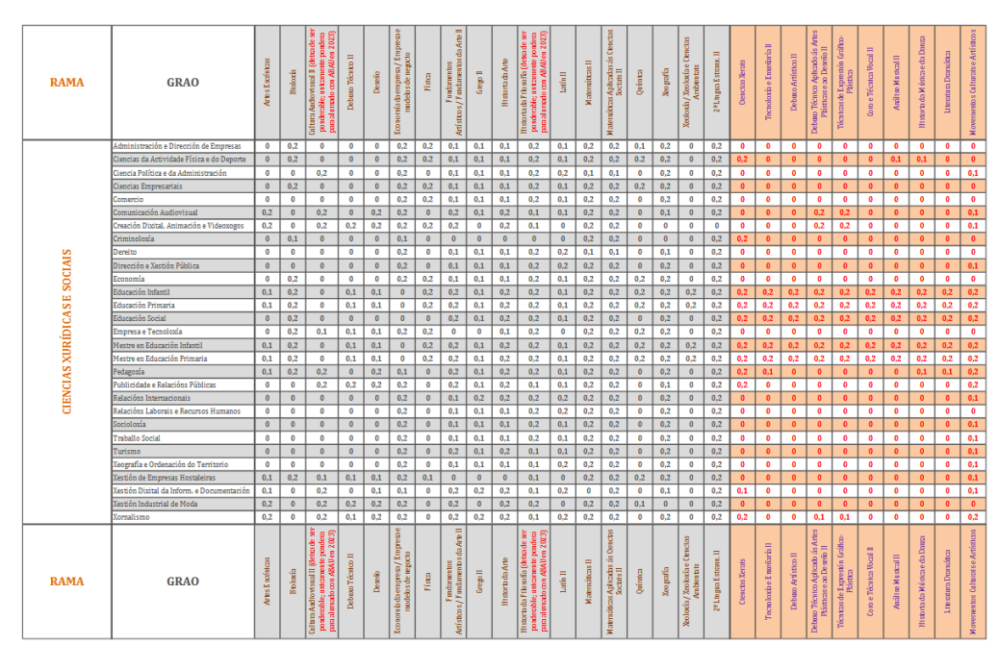 RAMA
GRAO
Artes Escénicas
Bioloxía
Cultura Audiovisual II (deixa de ser
ponderable; unicamente pondera
para alumnado con ABAU en 2023)
Debuxo Técnico II
Deseño
Economía da empresa / Empresa e
modelos de negocio
Física
Fundamentos
Artísticos / Fundamentos da Arte II
Grego II
Historia da Arte
Historia da Filosofía (deixa de ser
ponderable; unicamente pondera
para alumnado con ABAU en 2023)
Latín II
Matemáticas II
Matemáticas Aplicadas ás Ciencias
Sociais II
Química
Xeografía
Xeoloxía / Xeoloxía e Ciencias
Ambientais
2ª Lingua Estranx. II
Ciencias Xerais
Tecnoloxía e Enxeñaría II
Debuxo Artístico II
Debuxo Técnico Aplicado ás Artes
Plásticas e ao Deseño II
Técnicas de Expresión Gráfico-
Plástica
Coro e Técnica Vocal II
Análise Musical II
Historia da Música e da Danza
Literatura Dramática
Movementos Culturais e Artísticos
CIENCIAS XURÍDICAS E SOCIAIS
Administración e Dirección de Empresas 0 0,2 0 0 0 0,2 0,2 0,1 0,1 0,1 0,2 0,1 0,2 0,2 0,1 0,2 0 0,2 0 0 0 0 0 0 0 0 0 0
Ciencias da Actividade Física e do Deporte 0 0,2 0 0 0 0,2 0,2 0,1 0,1 0,1 0,2 0,1 0,2 0,2 0,2 0,2 0 0,2 0,2 0 0 0 0 0 0,1 0,1 0 0
Ciencia Política e da Administración 0 0 0,2 0 0 0,2 0 0,1 0,1 0,1 0,2 0,2 0,1 0,1 0 0,2 0 0,2 0 0 0 0 0 0 0 0 0 0,1
Ciencias Empresariais 0 0,2 0 0 0 0,2 0,2 0,1 0,1 0,1 0,2 0,1 0,2 0,2 0,2 0,2 0 0,2 0 0 0 0 0 0 0 0 0 0
Comercio 0 0 0 0 0 0,2 0,2 0,1 0,1 0,1 0,2 0,1 0,2 0,2 0 0,2 0 0,2 0 0 0 0 0 0 0 0 0 0
Comunicación Audiovisual 0,2 0 0,2 0 0,2 0,2 0 0,2 0,1 0,2 0,1 0,1 0,2 0,2 0 0,1 0 0,2 0 0 0 0,2 0,2 0 0 0 0 0,1
Creación Dixital, Animación e Videoxogos 0,2 0 0,2 0,2 0,2 0,2 0,2 0,2 0 0,2 0,1 0 0,2 0,2 0 0 0 0 0 0 0 0,2 0,2 0 0 0 0 0,1
Criminoloxía 0 0,1 0 0 0 0,1 0 0 0 0 0 0 0,2 0,2 0 0 0 0,2 0,2 0 0 0 0 0 0 0 0 0
Dereito 0 0 0 0 0 0,2 0 0,1 0,1 0,1 0,2 0,2 0,1 0,1 0 0,1 0 0,2 0 0 0 0 0 0 0 0 0 0
Dirección e Xestión Pública 0 0 0 0 0 0,2 0 0,1 0,1 0,1 0,2 0,2 0,2 0,2 0 0,2 0 0,2 0 0 0 0 0 0 0 0 0 0,1
Economía 0 0,2 0 0 0 0,2 0,2 0,1 0,1 0,1 0,2 0,1 0,2 0,2 0,2 0,2 0 0,2 0 0 0 0 0 0 0 0 0 0
Educación Infantil 0,1 0,2 0 0,1 0,1 0 0,2 0,2 0,1 0,2 0,2 0,1 0,2 0,2 0,2 0,2 0,2 0,2 0,2 0,2 0,2 0,2 0,2 0,2 0,2 0,2 0,2 0,2
Educación Primaria 0,1 0,2 0 0,1 0,1 0 0,2 0,2 0,1 0,2 0,2 0,1 0,2 0,2 0,2 0,2 0,2 0,2 0,2 0,2 0,2 0,2 0,2 0,2 0,2 0,2 0,2 0,2
Educación Social 0 0,2 0 0 0 0 0,2 0,2 0,1 0,2 0,2 0,1 0,2 0,2 0,2 0,2 0 0,2 0,2 0,2 0,2 0,2 0,2 0,2 0,2 0,2 0,2 0,2
Empresa e Tecnoloxía 0 0,2 0,1 0,1 0,1 0,2 0,2 0 0 0,1 0,2 0 0,2 0,2 0,2 0,2 0 0,2 0 0 0 0 0 0 0 0 0 0
Mestre en Educación Infantil 0,1 0,2 0 0,1 0,1 0 0,2 0,2 0,1 0,2 0,2 0,1 0,2 0,2 0,2 0,2 0,2 0,2 0,2 0,2 0,2 0,2 0,2 0,2 0,2 0,2 0,2 0,2
Mestre en Educación Primaria 0,1 0,2 0 0,1 0,1 0 0,2 0,2 0,1 0,2 0,2 0,1 0,2 0,2 0,2 0,2 0,2 0,2 0,2 0,2 0,2 0,2 0,2 0,2 0,2 0,2 0,2 0,2
Pedagoxía 0,1 0,2 0,2 0 0,2 0,1 0 0,2 0,1 0,2 0,2 0,1 0,2 0,2 0,2 0,2 0 0,2 0,2 0,1 0 0 0 0 0 0,1 0,1 0,2
Publicidade e Relacións Públicas 0 0 0,2 0,2 0,2 0,2 0 0,2 0,1 0,2 0,1 0,1 0,2 0,2 0 0,1 0 0,2 0,2 0 0 0 0 0 0 0 0 0,2
Relacións Internacionais 0 0 0 0 0 0,2 0 0,1 0,1 0,2 0,2 0,2 0,2 0,2 0 0,2 0 0,2 0 0 0 0 0 0 0 0 0 0,1
Relacións Laborais e Recursos Humanos 0 0 0 0 0 0,2 0 0,1 0,1 0,1 0,2 0,2 0,2 0,2 0 0,2 0 0,2 0 0 0 0 0 0 0 0 0 0
Socioloxía 0 0 0 0 0 0,2 0 0,2 0,1 0,2 0,2 0,1 0,2 0,2 0 0,2 0 0,2 0 0 0 0 0 0 0 0 0 0,1
Traballo Social 0 0 0 0 0 0,2 0 0,1 0,1 0,1 0,2 0,1 0,2 0,2 0 0,2 0 0,2 0 0 0 0 0 0 0 0 0 0,1
Turismo 0 0 0 0 0 0,2 0 0,2 0,1 0,1 0,1 0,1 0,2 0,2 0 0,2 0 0,2 0 0 0 0 0 0 0 0 0 0,1
Xeografía e Ordenación do Territorio 0 0 0 0 0 0,2 0 0,1 0,1 0,1 0,1 0,2 0,2 0,2 0 0,2 0 0,2 0 0 0 0 0 0 0 0 0 0,1
Xestión de Empresas Hostaleiras 0,1 0,2 0,1 0,1 0,1 0,2 0,1 0 0 0 0,1 0 0,2 0,2 0,2 0,2 0 0,2 0 0 0 0 0 0 0 0 0 0,1
Xestión Dixital da Inform. e Documentación 0,1 0 0,2 0 0,1 0,1 0 0,2 0,2 0,2 0,1 0,2 0 0,2 0 0,1 0 0,2 0,1 0 0 0 0 0 0 0 0 0,1
Xestión Industrial de Moda 0,2 0 0,2 0,2 0,2 0,2 0 0,2 0 0,2 0,2 0 0,2 0,2 0,1 0 0 0,2 0 0 0 0 0 0 0 0 0 0
Xornalismo 0,2 0 0,2 0,1 0,2 0,2 0 0,2 0,2 0,2 0,1 0,2 0,2 0,2 0 0,2 0 0,2 0,2 0 0 0,1 0,1 0 0 0 0 0,2
RAMA
GRAO
Artes Escénicas
Bioloxía
Cultura Audiovisual II (deixa de ser
ponderable; unicamente pondera
para alumnado con ABAU en 2023)
Debuxo Técnico II
Deseño
Economía da empresa / Empresa e
modelos de negocio
Física
Fundamentos
Artísticos / Fundamentos da Arte II
Grego II
Historia da Arte
Historia da Filosofía (deixa de ser
ponderable; unicamente pondera
para alumnado con ABAU en 2023)
Latín II
Matemáticas II
Matemáticas Aplicadas ás Ciencias
Sociais II
Química
Xeografía
Xeoloxía / Xeoloxía e Ciencias
Ambientais
2ª Lingua Estranx. II
Ciencias Xerais
Tecnoloxía e Enxeñaría II
Debuxo Artístico II
Debuxo Técnico Aplicado ás Artes
Plásticas e ao Deseño II
Técnicas de Expresión Gráfico-
Plástica
Coro e Técnica Vocal II
Análise Musical II
Historia da Música e da Danza
Literatura Dramática
Movementos Culturais e Artísticos